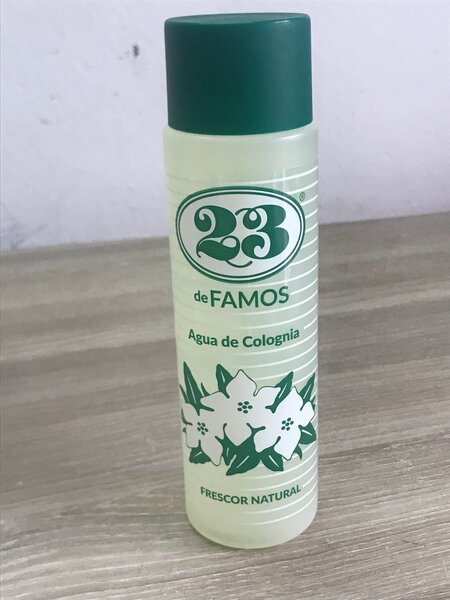 23
®
de FAMOS
Agua de Colognia
FRESCOR NATURAL